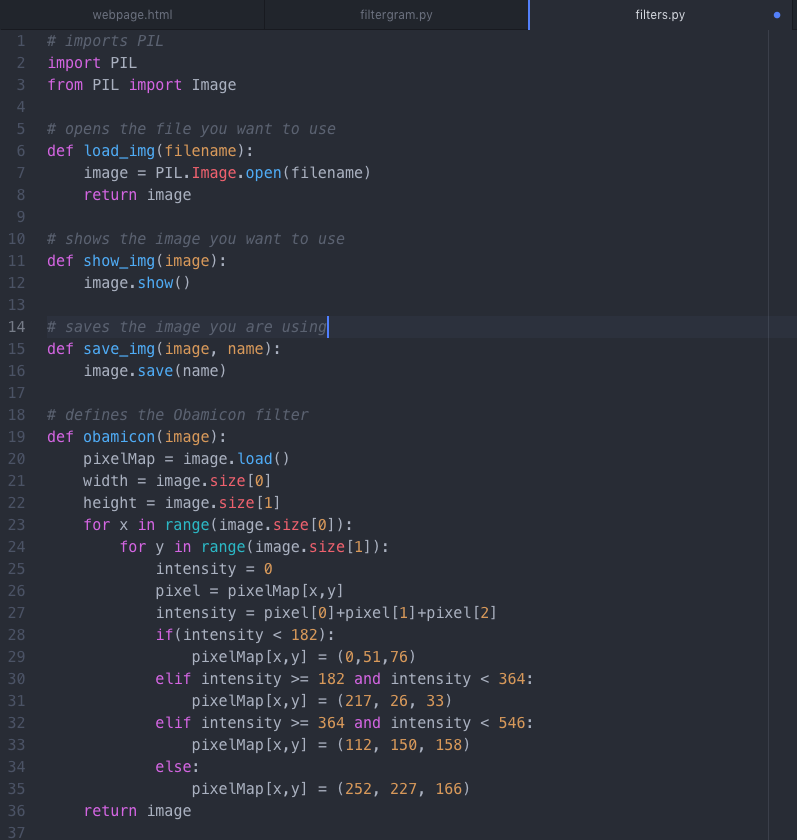 webpage.html filtergram.py filters.py
1 # imports PIL
2 import PIL
3 from PIL import Image
4
5 # opens the file you want to use
6 def load_img(filename):
7     image = PIL.Image.open(filename)
8     return image
9
10 # shows the image you want to use
11 def show_img(image):
12     image.show()
13
14 # saves the image you are using
15 def save_img(image, name):
16     image.save(name)
17
18 # defines the Obamicon filter
19 def obamicon(image):
20     pixelMap = image.load()
21     width = image.size[0]
22     height = image.size[1]
23     for x in range(image.size[0]):
24         for y in range(image.size[1]):
25             intensity = 0
26             pixel = pixelMap[x,y]
27             intensity = pixel[0]+pixel[1]+pixel[2]
28             if(intensity < 182):
29                 pixelMap[x,y] = (0,51,76)
30             elif intensity >= 182 and intensity < 364:
31                 pixelMap[x,y] = (217, 26, 33)
32             elif intensity >= 364 and intensity < 546:
33                 pixelMap[x,y] = (112, 150, 158)
34             else:
35                 pixelMap[x,y] = (252, 227, 166)
36     return image
37